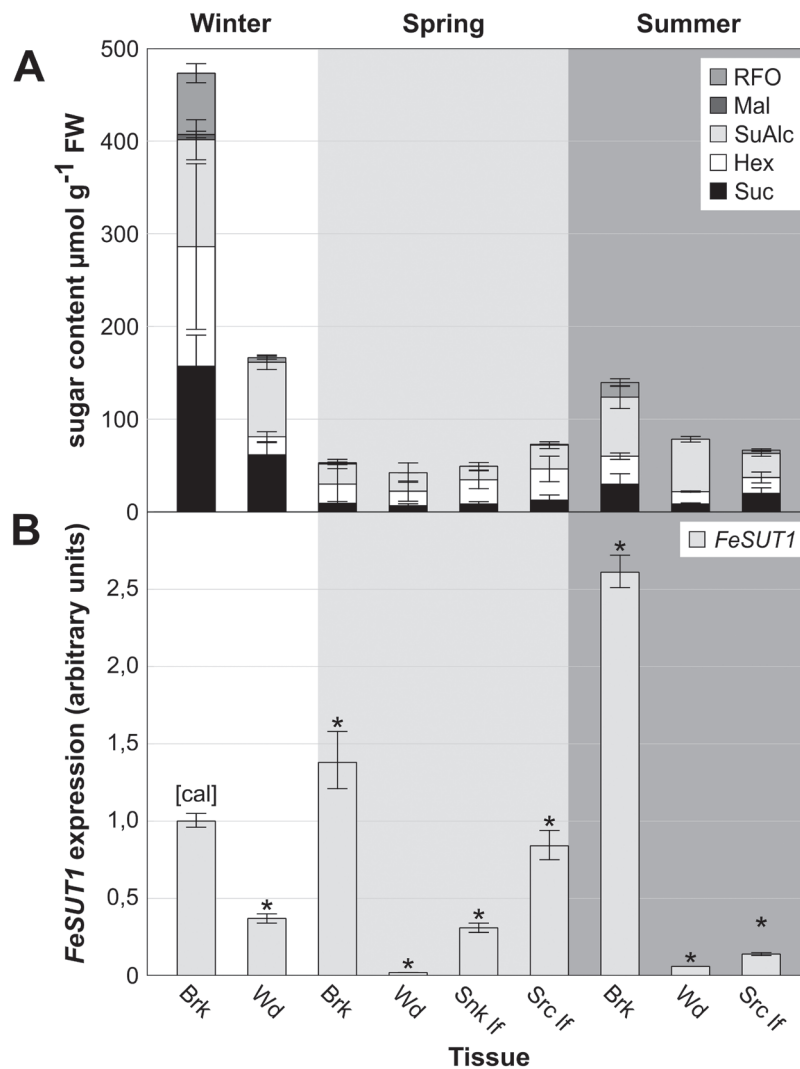 Winter Spring Summer
A
500
400
300
200
100
0
sugar content µmol g-1 FW
RFO
Mal
SuAlc
Hex
Suc
B
FeSUT1
2,5
2,0
1,5
1,0
0,5
0
FeSUT1 expression (arbitrary units)
[cal]
*
*
*
*
*
*
*
*
Brk Wd Brk Wd Snk lf Src lf Brk Wd Src lf
Tissue